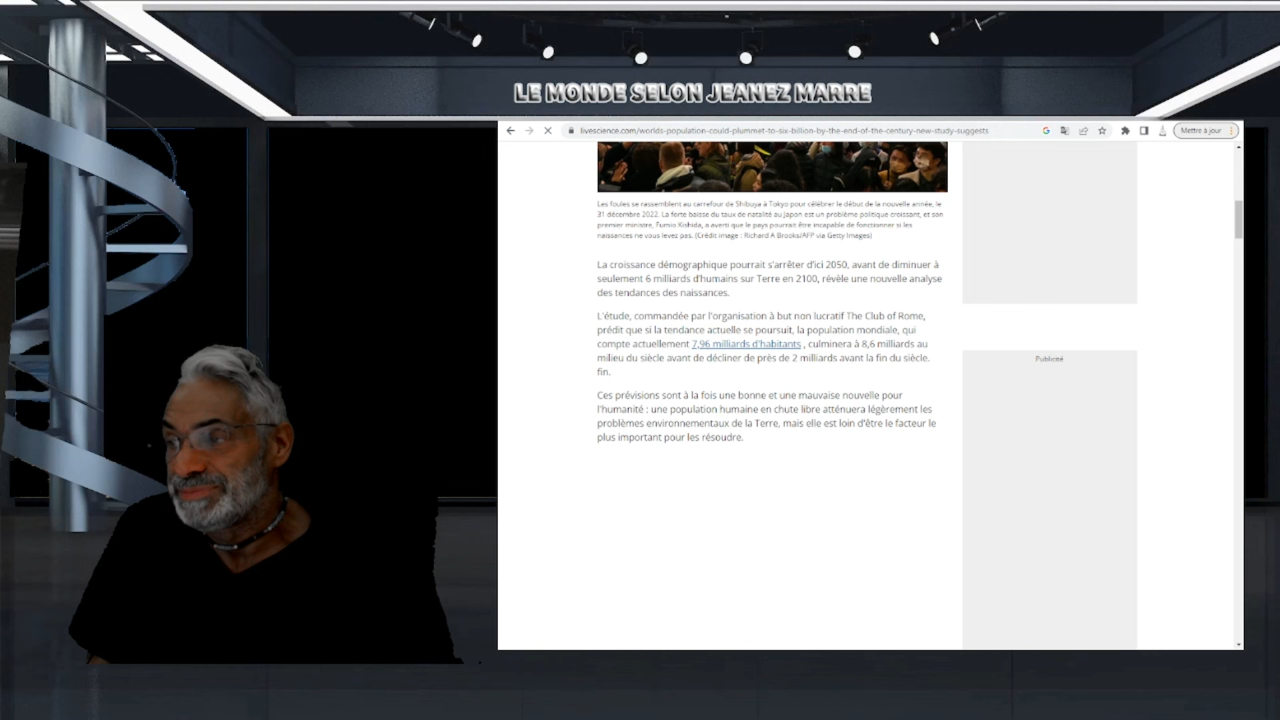 LE MONDE SELON JEANEZ MARRE
livescience.com/worlds-population-could-plummet-to-six-billion-by-the-end-of-the-century-new-study-suggests
Mettre à jour
Les foules se rassemblent au carrefour de Shibuya à Tokyo pour célébrer le début de la nouvelle année, le
31 décembre 2022. La forte baisse du taux de natalité au Japon est un problème politique croissant, et son
premier ministre, Fumio Kishida, a averti que le pays pourrait être incapable de fonctionner si les
naissances ne vous levez pas. (Crédit image : Richard A Brooks/AFP via Getty Images)
La croissance démographique pourrait s'arrêter d'ici 2050, avant de diminuer à
seulement 6 milliards d'humains sur Terre en 2100, révèle une nouvelle analyse
des tendances des naissances.
L'étude, commandée par l'organisation à but non lucratif The Club of Rome,
prédit que si la tendance actuelle se poursuit, la population mondiale, qui
compte actuellement 7,96 milliards d'habitants , culminera à 8,6 milliards au
milieu du siècle avant de décliner de près de 2 milliards avant la fin du siècle.
fin.
Ces prévisions sont à la fois une bonne et une mauvaise nouvelle pour
l'humanité : une population humaine en chute libre atténuera légèrement les
problèmes environnementaux de la Terre, mais elle est loin d'être le facteur le
plus important pour les résoudre.
Publicité